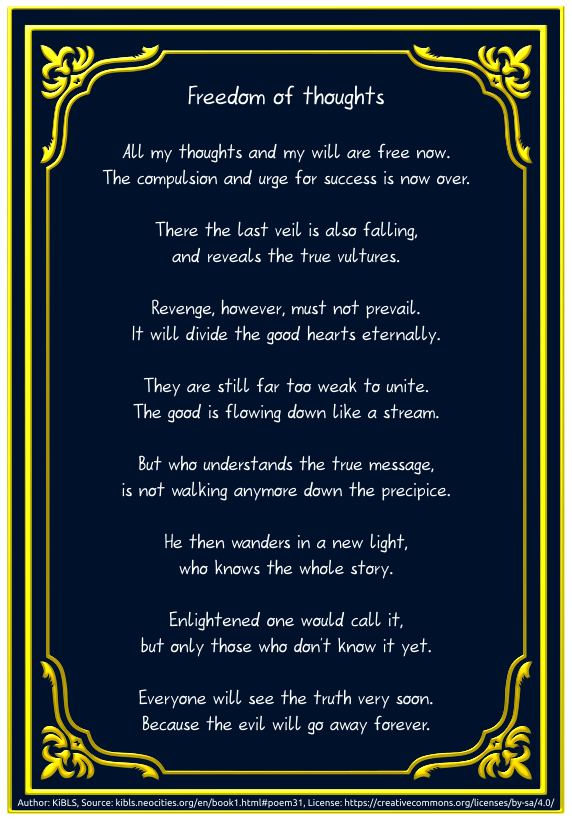 Freedom of thoughts
All my thoughts and my will are free now.
The compulsion and urge for success is now over.
There the last veil is also falling,
and reveals the true vultures.
Revenge, however, must not prevail.
It will divide the good hearts eternally.
They are still far too weak to unite.
The good is flowing down like a stream.
But who understands the true message,
is not walking anymore down the precipice.
He then wanders in a new light,
who knows the whole story.
Enlightened one would call it,
but only those who don't know it yet.
Everyone will see the truth very soon.
Because the evil will go away forever.
Author: KiBLS, Source: kibls.neocities.org/en/book1.html#poem31, License: https://creativecommons.org/licenses/by-sa/4.0/